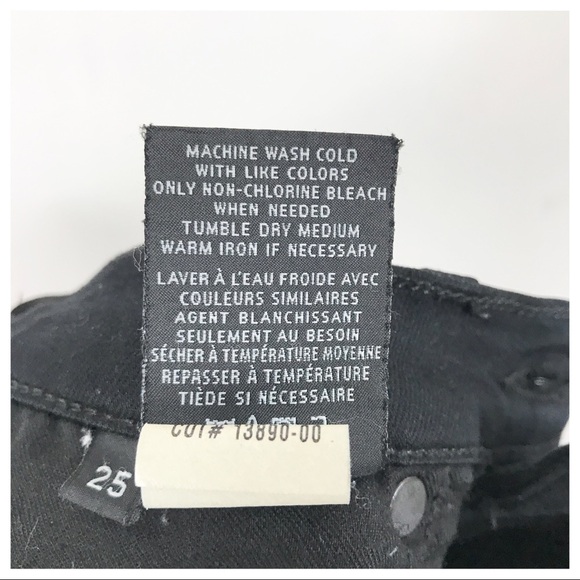 MACHINE WASH COLD
WITH LIKE COLORS
ONLY NON-CHLORINE BLEACH
WHEN NEEDED
TUMBLE DRY MEDIUM
WARM IRON IF NECESSARY
LAVER À L'EAU FROIDE AVEC
COULEURS SIMILAIRES
AGENT BLANCHISSANT
SEULEMENT AU BESOIN
SÉCHER À TEMPÉRATURE MOYENNE
REPASSER À TEMPÉRATURE
TIÈDE SI NÉCESSAIRE
CUT# 13890-00
25